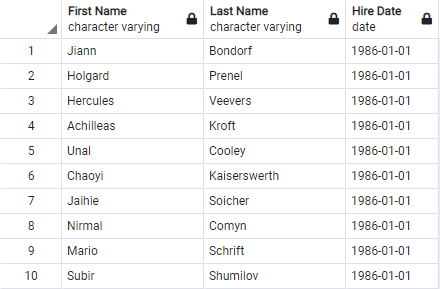 First Name Last Name Hire Date
character varying character varying date
1 Jiann Bondorf 1986-01-01
2 Holgard Prenel 1986-01-01
3 Hercules Veevers 1986-01-01
4 Achilleas Kroft 1986-01-01
5 Unal Cooley 1986-01-01
6 Chaoyi Kaiserswerth 1986-01-01
7 Jaihie Soicher 1986-01-01
8 Nirmal Comyn 1986-01-01
9 Mario Schrift 1986-01-01
10 Subir Shumilov 1986-01-01